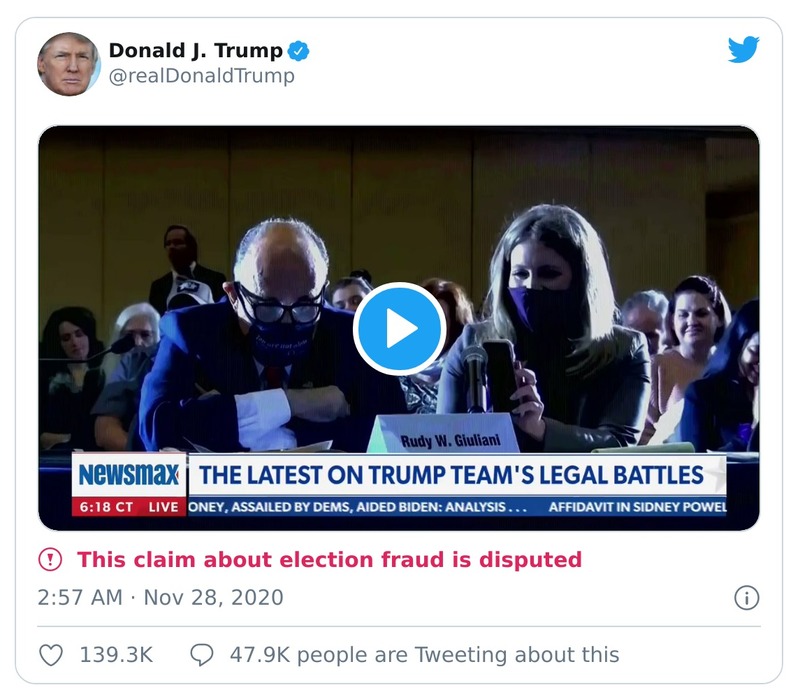 Donald J. Trump
@realDonaldTrump
Rudy W. Giuliani
newsmax THE LATEST ON TRUMP TEAM'S LEGAL BATTLES
6:18 CT LIVE ONEY, ASSAILED BY DEMS, AIDED BIDEN: ANALYSIS... AFFIDAVIT IN SIDNEY POWEL
This claim about election fraud is disputed
2:57 AM · Nov 28, 2020
139.3K 47.9K people are Tweeting about this